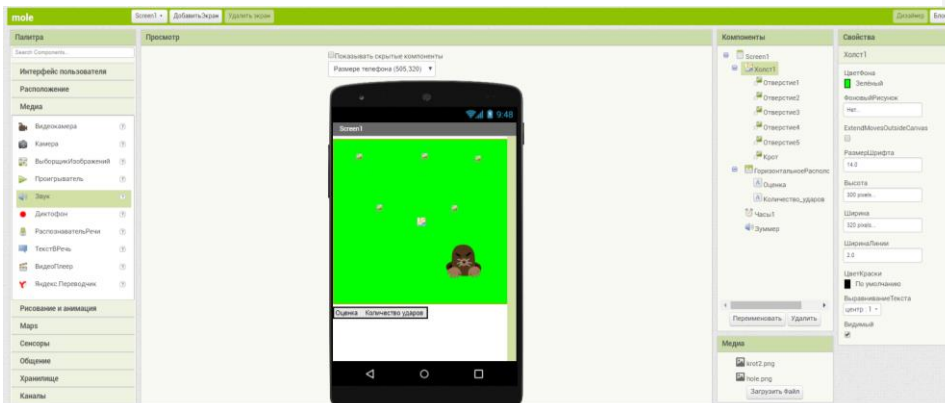 mole
Screen1
ДобавитьЭкран
Удалить экран
Дизайнер
Палитра
Search Components...
Интерфейс пользователя
Расположение
Медиа
Видеокамера
Камера
ВыборщикИзображений
Проигрыватель
Звук
Диктофон
РаспознавательРечи
ТекстВРечь
ВидеоПлеер
Яндекс.Переводчик
Рисование и анимация
Maps
Сенсоры
Общение
Хранилище
Каналы
Просмотр
Показывать скрытые компоненты
Размере телефона (505,320)
9:48
Screen1
Оценка Количество ударов
Компоненты
Screen1
Холст1
Отверстие1
Отверстие2
Отверстие3
Отверстие4
Отверстие5
Крот
ГоризонтальноеРасполо
Оценка
Количество_ударов
Часы1
Зуммер
Переименовать Удалить
Медиа
krot2.png
hole.png
Загрузить Файл
Свойства
Холст1
ЦветФона
Зелёный
ФоновыйРисунок
Нет...
ExtendMovesOutsideCanvas
РазмерШрифта
14.0
Высота
300 pixels...
Ширина
320 pixels...
ШиринаЛинии
2.0
ЦветКраски
По умолчанию
ВыравниваниеТекста
центр : 1
Видимый